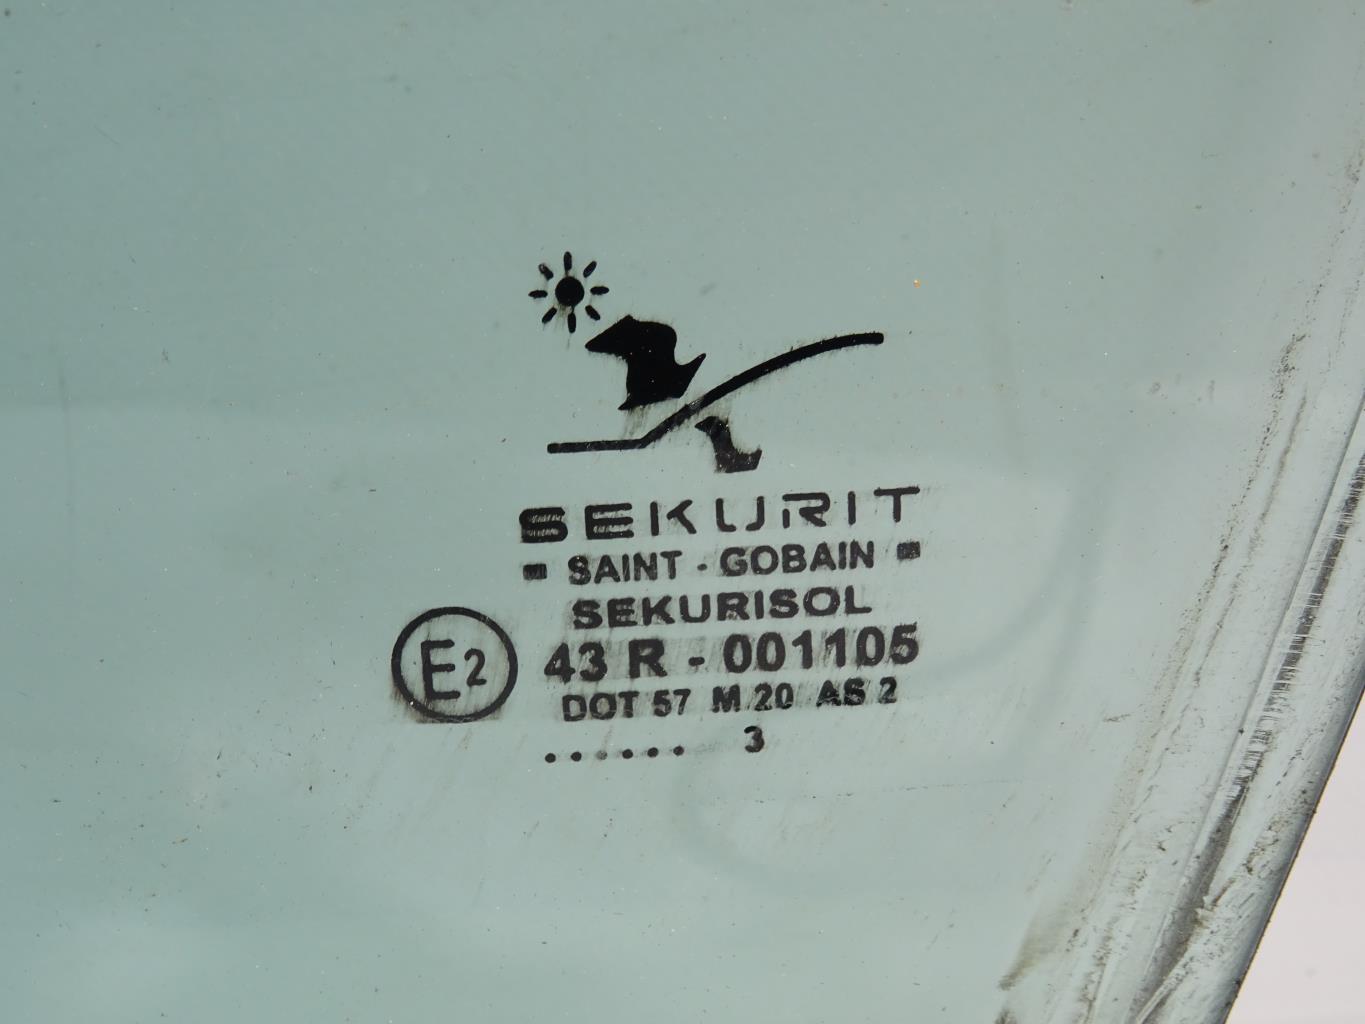 SEKURIT
SAINT - GOBAIN
SEKURISOL
E2
43 R - 001105
DOT 57 M 20 AS 2
...... 3